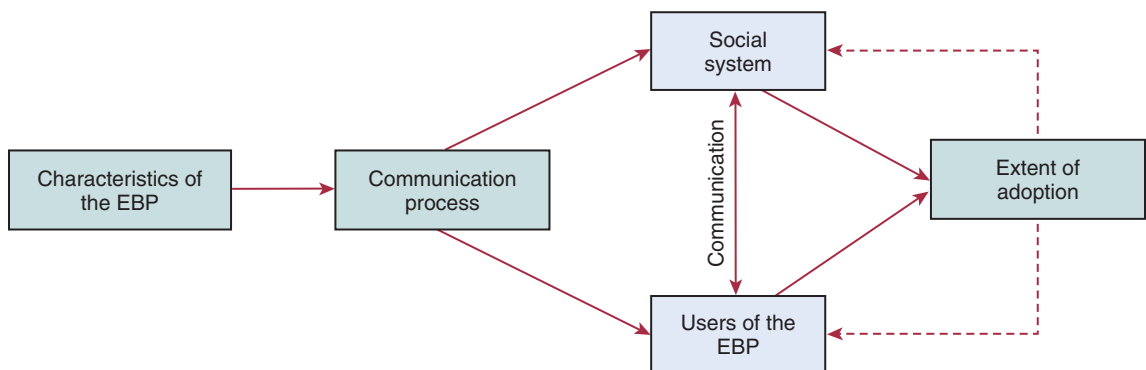 Social
system
Characteristics of
the EBP
Communication
process
Communication
Extent of
adoption
Users of the
EBP